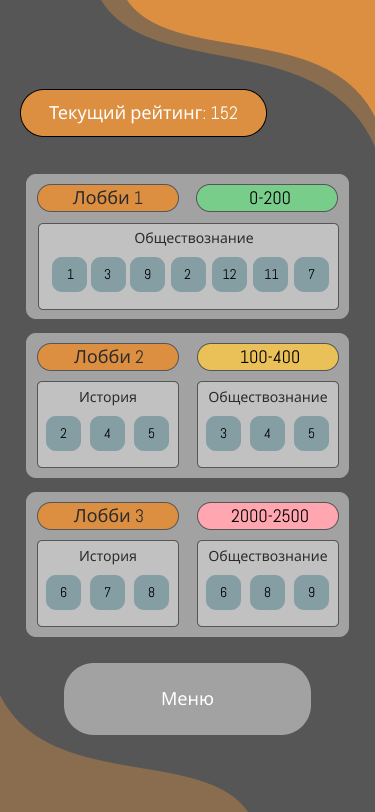 Текущий рейтинг: 152
Лобби 1 0-200
Обществознание
1 3 9 2 12 11 7
Лобби 2 100-400
История Обществознание
2 4 5 3 4 5
Лобби 3 2000-2500
История Обществознание
6 7 8 6 8 9
Меню